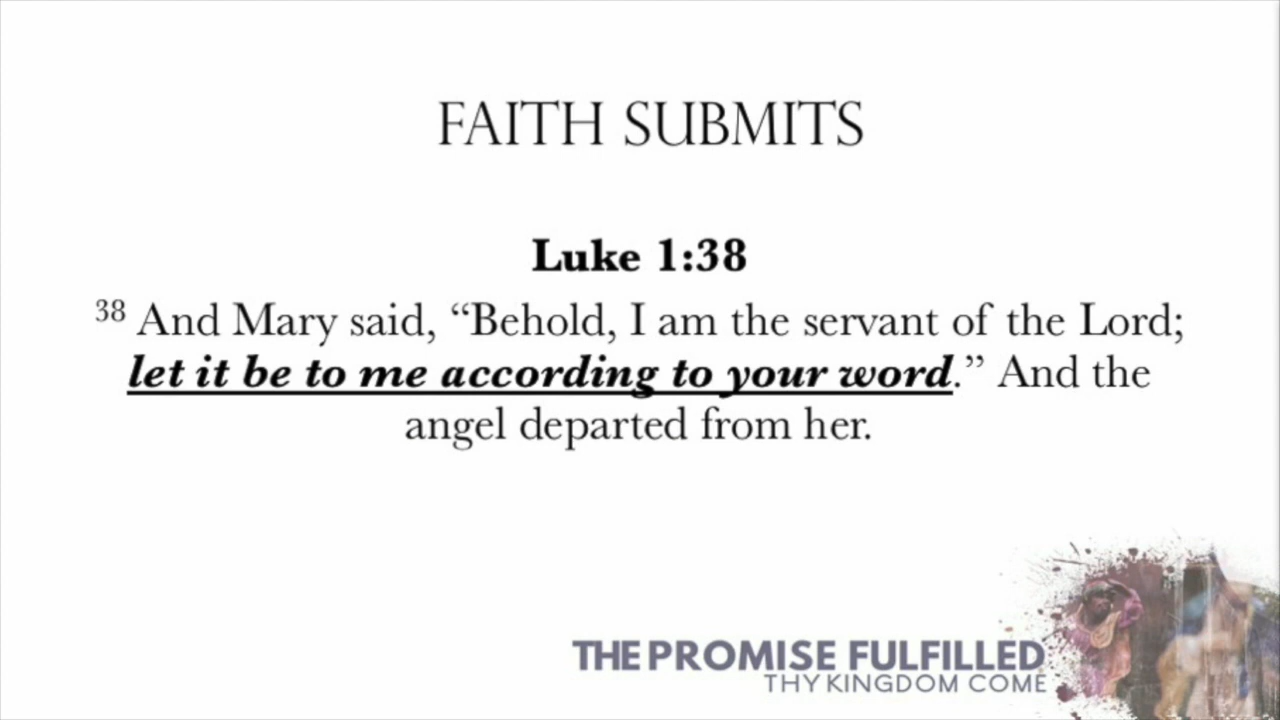 FAITH SUBMITS
Luke 1:38
38 And Mary said, “Behold, I am the servant of the Lord;
let it be to me according to your word.” And the
angel departed from her.
THE PROMISE FULFILLED
THY KINGDOM COME